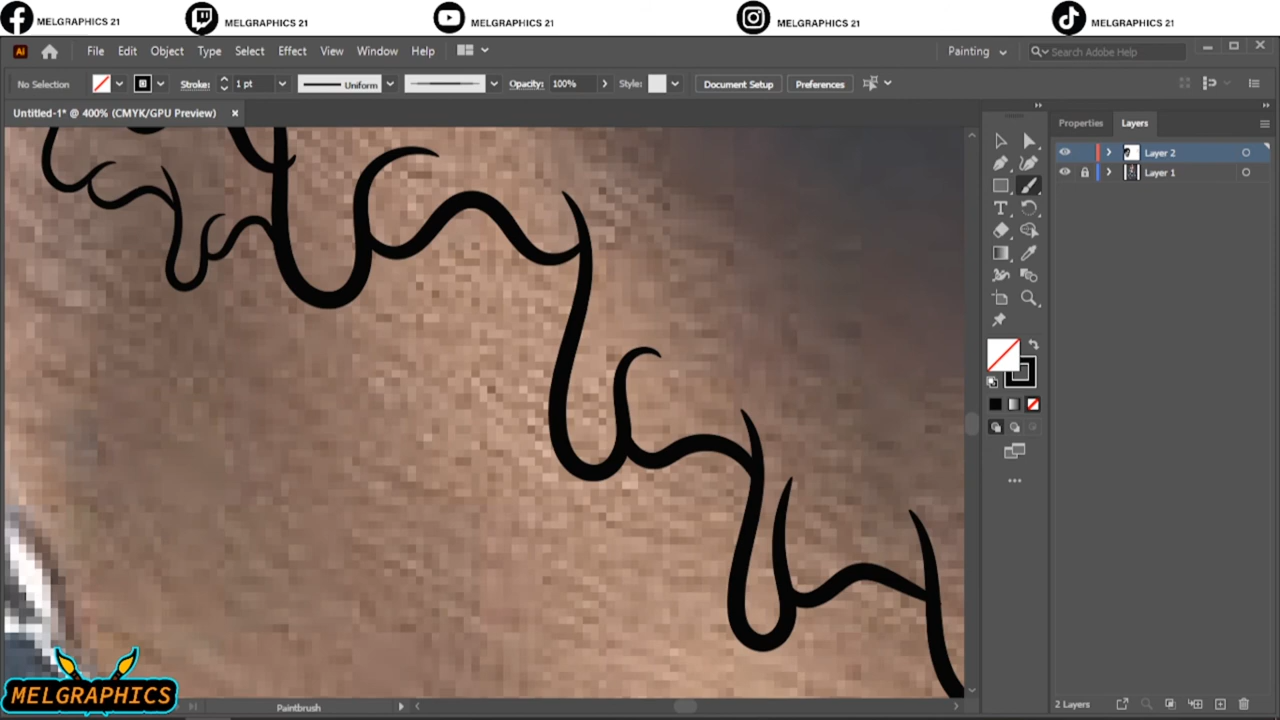 MELGRAPHICS 21 MELGRAPHICS 21 MELGRAPHICS 21 MELGRAPHICS 21 MELGRAPHICS 21
Ai File Edit Object Type Select Effect View Window Help Painting Search Adobe Help
No Selection Stroke: 1 pt Uniform Opacity: 100% Style: Document Setup Preferences
Untitled-1* @ 400% (CMYK/GPU Preview) × Properties Layers
Layer 2
Layer 1
MELGRAPHICS
Paintbrush 2 Layers